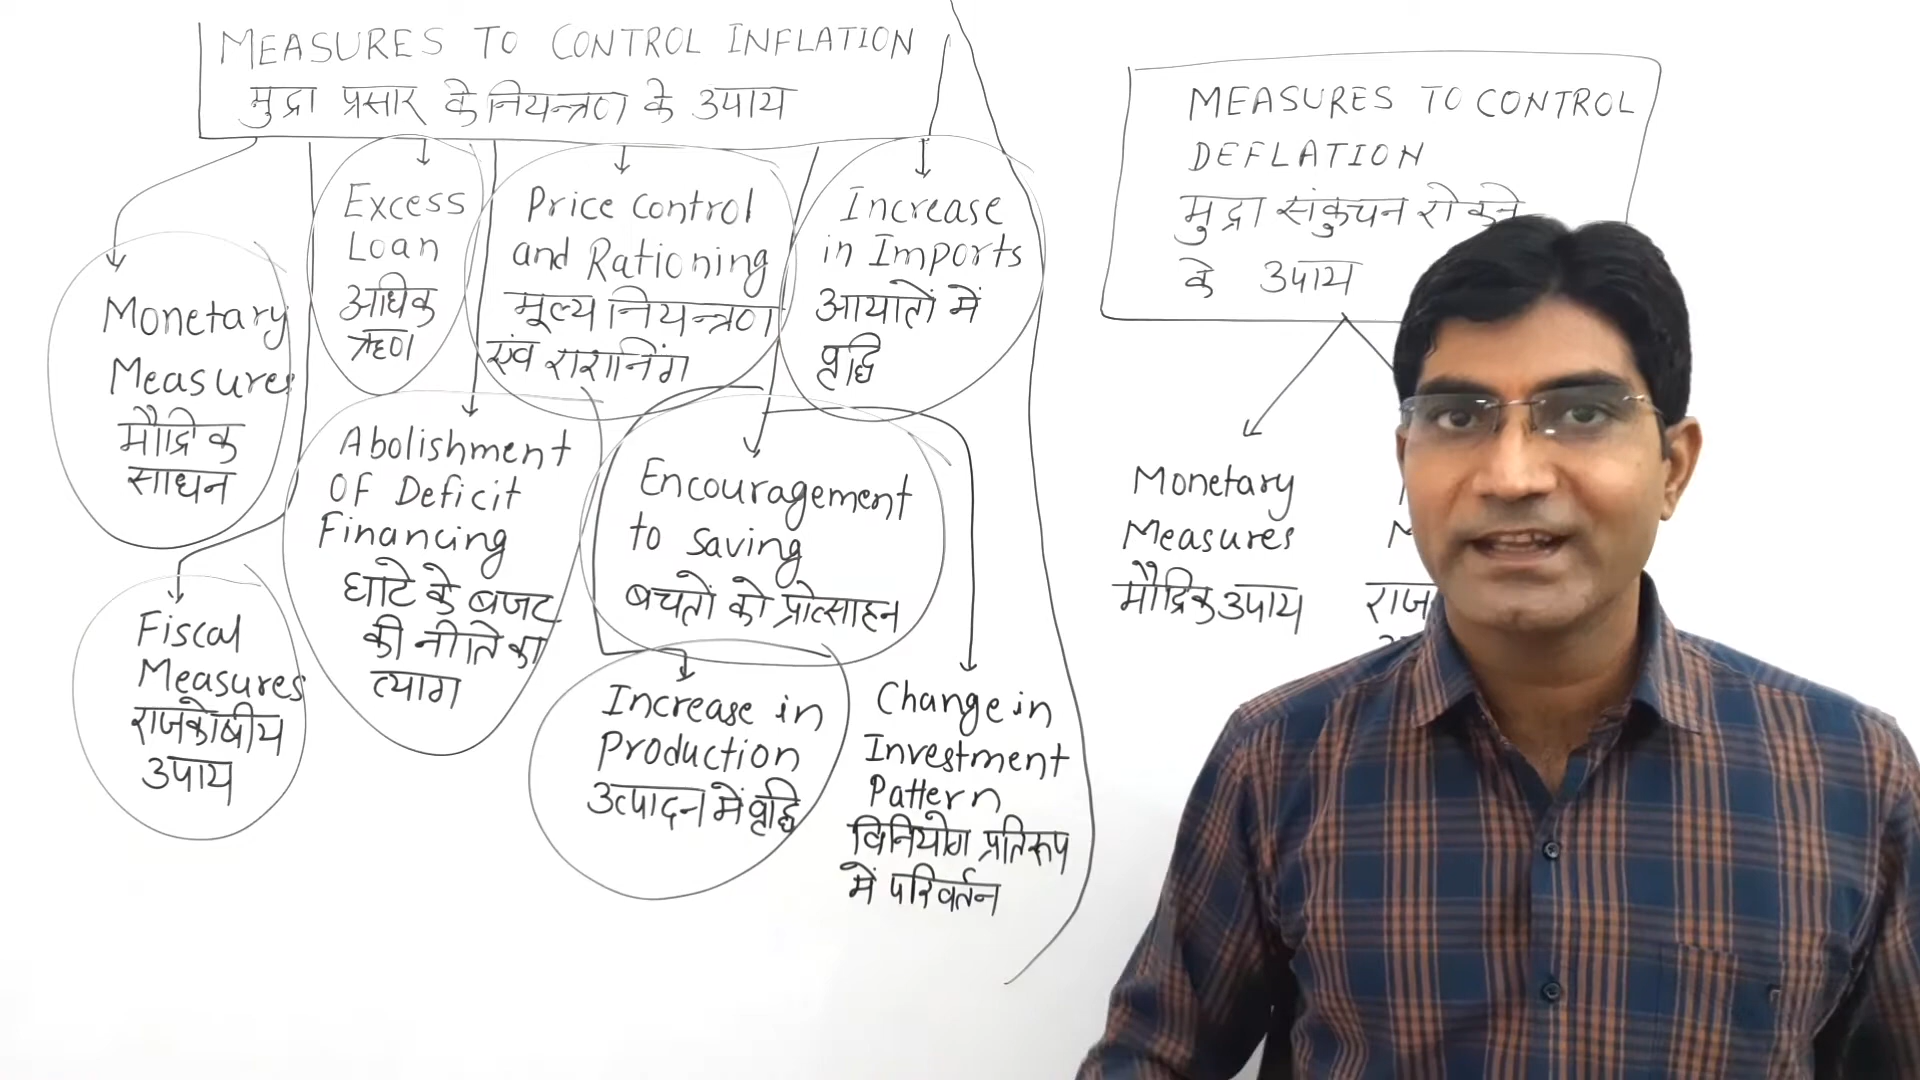 MEASURES TO CONTROL INFLATION
मुद्रा प्रसार के नियन्त्रण के उपाय
Monetary
Measures
मौद्रिक
साधन
Fiscal
Measures
राजकोषीय
उपाय
Excess
Loan
अधिक
ऋण
Abolishment
OF Deficit
Financing
घाटे के बजट
की नीति का
त्याग
Price control
and Rationing
मूल्य नियन्त्रण
एंव राशनिंग
Encouragement
to saving
बचतों को प्रोत्साहन
Increase in
Production
उत्पादन में वृद्धि
Increase
in Imports
आयातों में
वृद्धि
Change in
Investment
Pattern
विनियोग प्रतिरूप
में परिवर्तन
MEASURES TO CONTROL
DEFLATION
मुद्रा संकुचन रोकने
के उपाय
Monetary
Measures
मौद्रिक उपाय